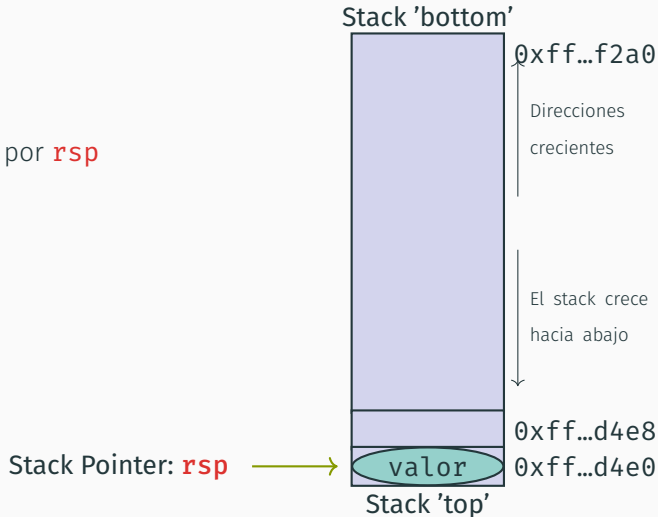 Stack ’bottom’
0xff…f2a0
Direcciones
crecientes
por rsp
El stack crece
hacia abajo
0xff…d4e8
Stack Pointer: rsp
valor
0xff…d4e0
Stack ’top’